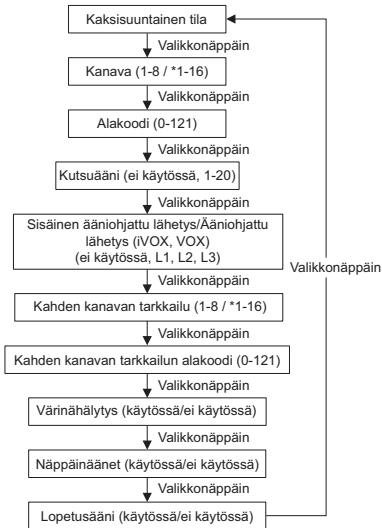 Kaksisuuntainen tila
Valikkonäppäin
Kanava (1-8 / *1-16)
Valikkonäppäin
Alakoodi (0-121)
Valikkonäppäin
Kutsuääni (ei käytössä, 1-20)
Valikkonäppäin
Sisäinen ääniohjattu lähetys/Ääniohjattu
lähetys (iVOX, VOX)
(ei käytössä, L1, L2, L3)
Valikkonäppäin
Valikkonäppäin
Kahden kanavan tarkkailu (1-8 / *1-16)
Valikkonäppäin
Kahden kanavan tarkkailun alakoodi (0-121)
Valikkonäppäin
Värinähälytys (käytössä/ei käytössä)
Valikkonäppäin
Näppäinäänet (käytössä/ei käytössä)
Valikkonäppäin
Lopetusääni (käytössä/ei käytössä)